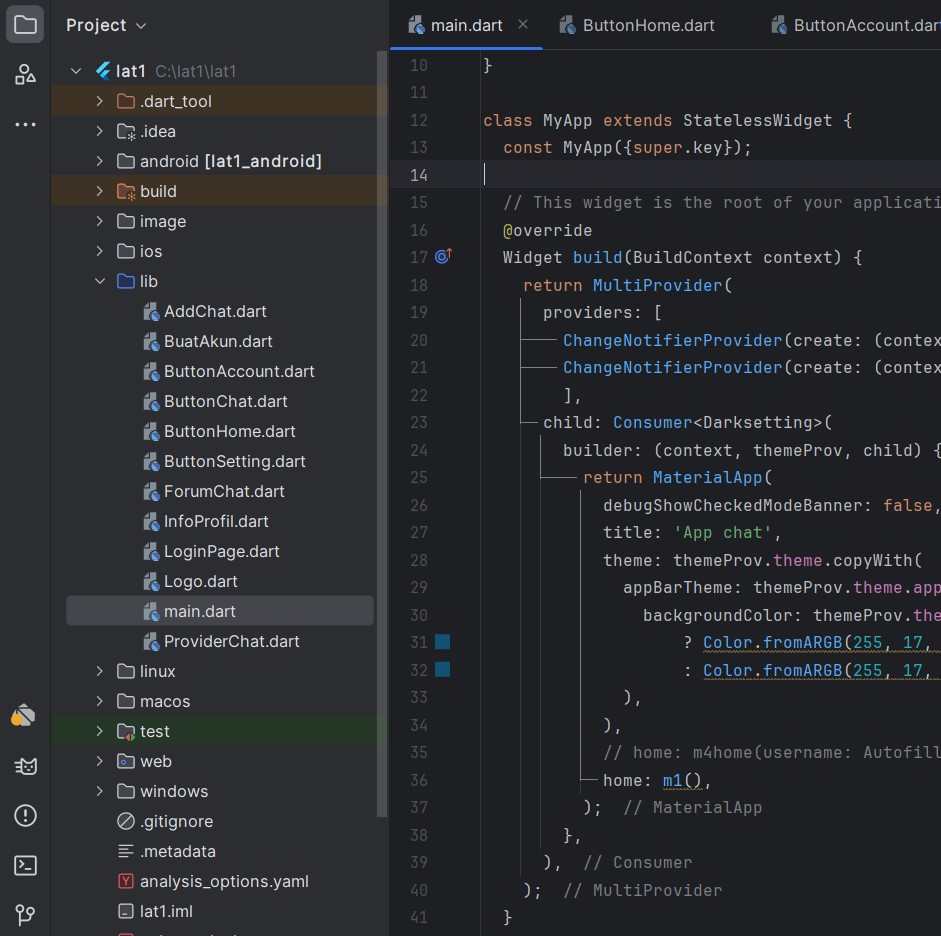 Project
lat1 C:\lat1\lat1
.dart_tool
.idea
android [lat1_android]
build
image
ios
lib
AddChat.dart
BuatAkun.dart
ButtonAccount.dart
ButtonChat.dart
ButtonHome.dart
ButtonSetting.dart
ForumChat.dart
InfoProfil.dart
LoginPage.dart
Logo.dart
main.dart
ProviderChat.dart
linux
macos
test
web
windows
.gitignore
.metadata
analysis_options.yaml
lat1.iml
main.dart ButtonHome.dart ButtonAccount.dar
10 }
11
12 class MyApp extends StatelessWidget {
13 const MyApp({super.key});
14
15 // This widget is the root of your applicati
16 @override
17 Widget build(BuildContext context) {
18 return MultiProvider(
19 providers: [
20 ChangeNotifierProvider(create: (contex
21 ChangeNotifierProvider(create: (contex
22 ],
23 child: Consumer<Darksetting>(
24 builder: (context, themeProv, child) {
25 return MaterialApp(
26 debugShowCheckedModeBanner: false,
27 title: 'App chat',
28 theme: themeProv.theme.copyWith(
29 appBarTheme: themeProv.theme.app
30 backgroundColor: themeProv.the
31 ? Color.fromARGB(255, 17,
32 : Color.fromARGB(255, 17,
33 ),
34 ),
35 // home: m4home(username: Autofill
36 home: m1(),
37 ); // MaterialApp
38 },
39 ), // Consumer
40 ); // MultiProvider
41 }